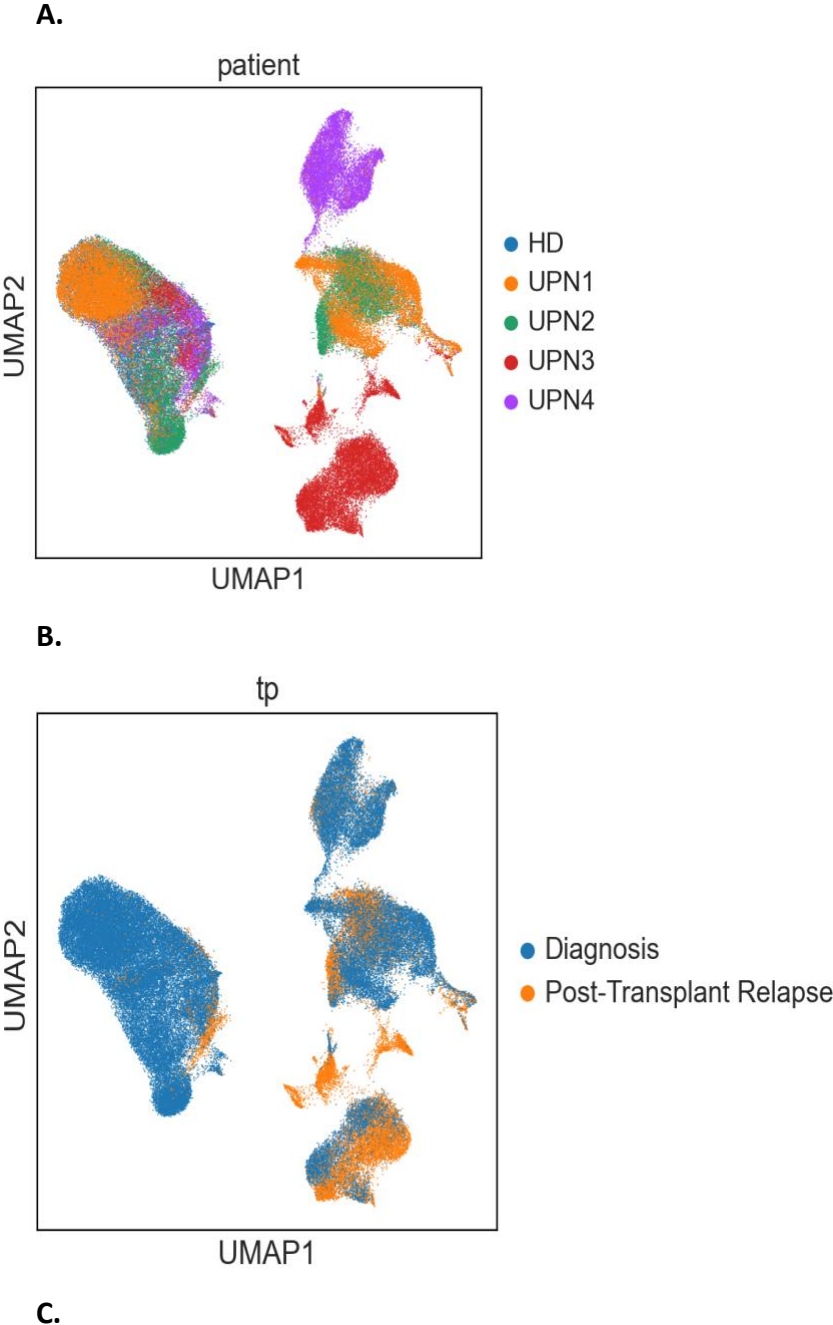 A.
patient
UMAP2
HD
UPN1
UPN2
UPN3
UPN4
UMAP1
B.
tp
UMAP2
Diagnosis
Post-Transplant Relapse
UMAP1
C.